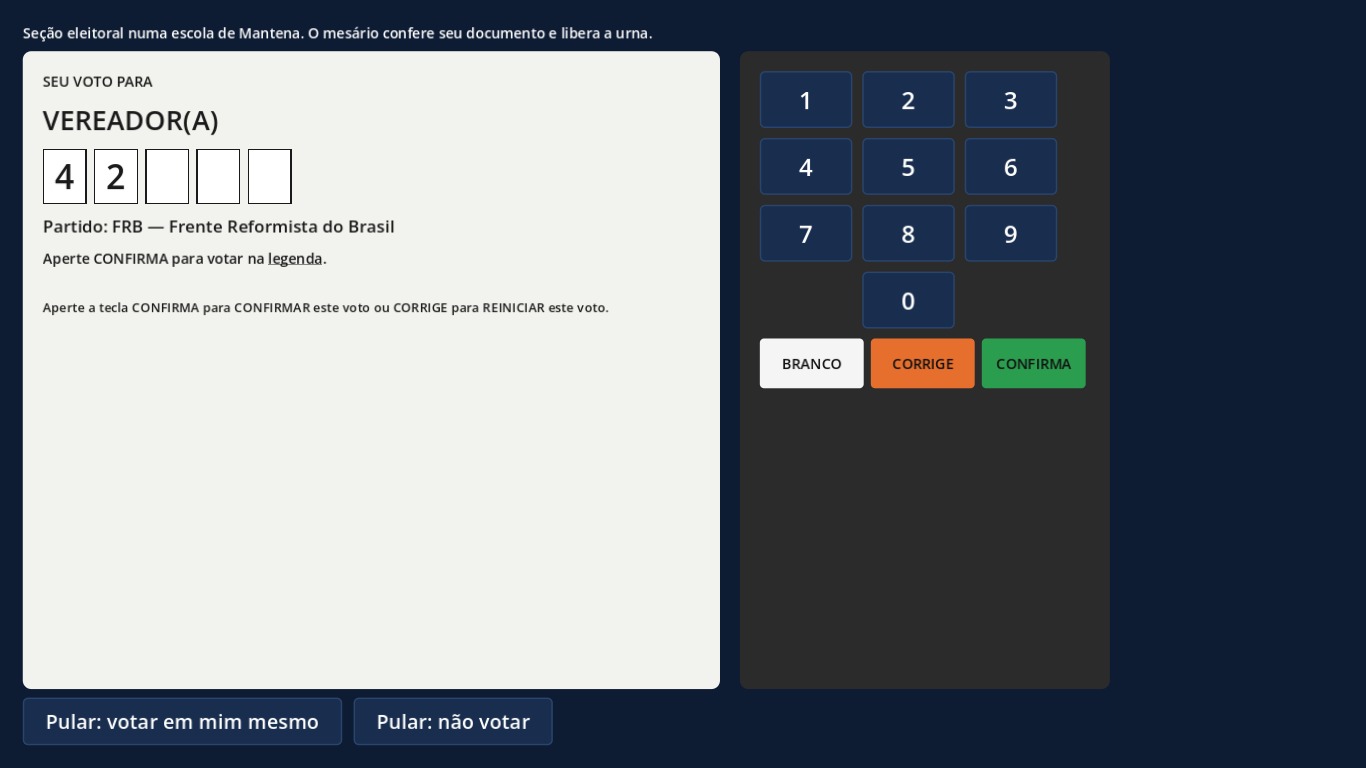 Seção eleitoral numa escola de Mantena. O mesário confere seu documento e libera a urna.
SEU VOTO PARA
VEREADOR(A)
4 2
Partido: FRB — Frente Reformista do Brasil
Aperte CONFIRMA para votar na legenda.
Aperte a tecla CONFIRMA para CONFIRMAR este voto ou CORRIGE para REINICIAR este voto.
1 2 3
4 5 6
7 8 9
0
BRANCO CORRIGE CONFIRMA
Pular: votar em mim mesmo Pular: não votar